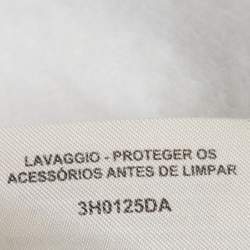 LAVAGGIO - PROTEGER OS
ACESSÓRIOS ANTES DE LIMPAR
3H0125DA